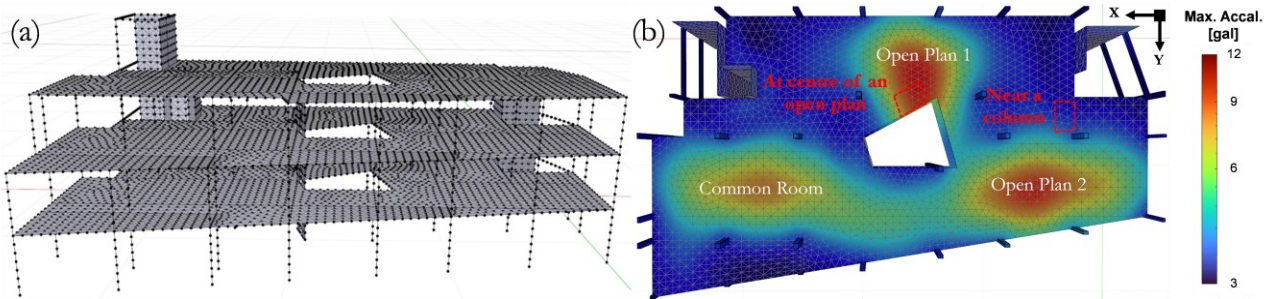 (a)
(b)
X
Y
Max. Accal.
[gal]
12
9
6
3
Open Plan 1
At centre of an
open plan
Near a
column
Common Room
Open Plan 2